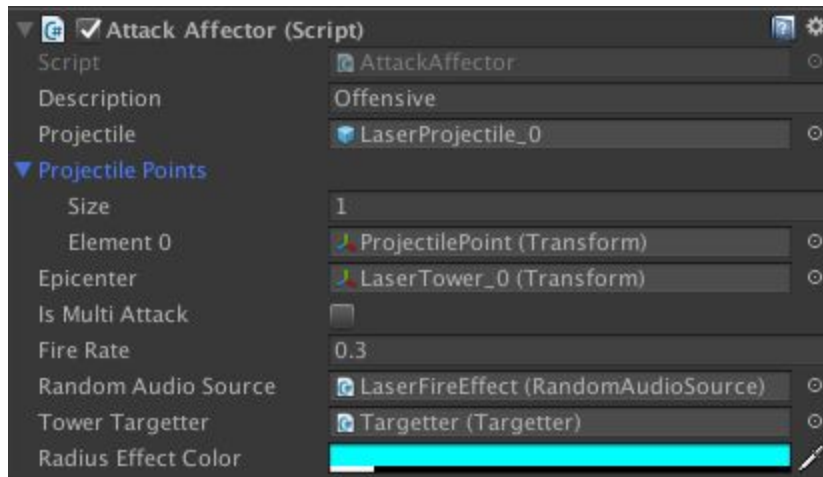 Attack Affector (Script)
Script AttackAffector
Description Offensive
Projectile LaserProjectile_0
Projectile Points
Size 1
Element 0 ProjectilePoint (Transform)
Epicenter LaserTower_0 (Transform)
Is Multi Attack
Fire Rate 0.3
Random Audio Source LaserFireEffect (RandomAudioSource)
Tower Targetter Targetter (Targetter)
Radius Effect Color